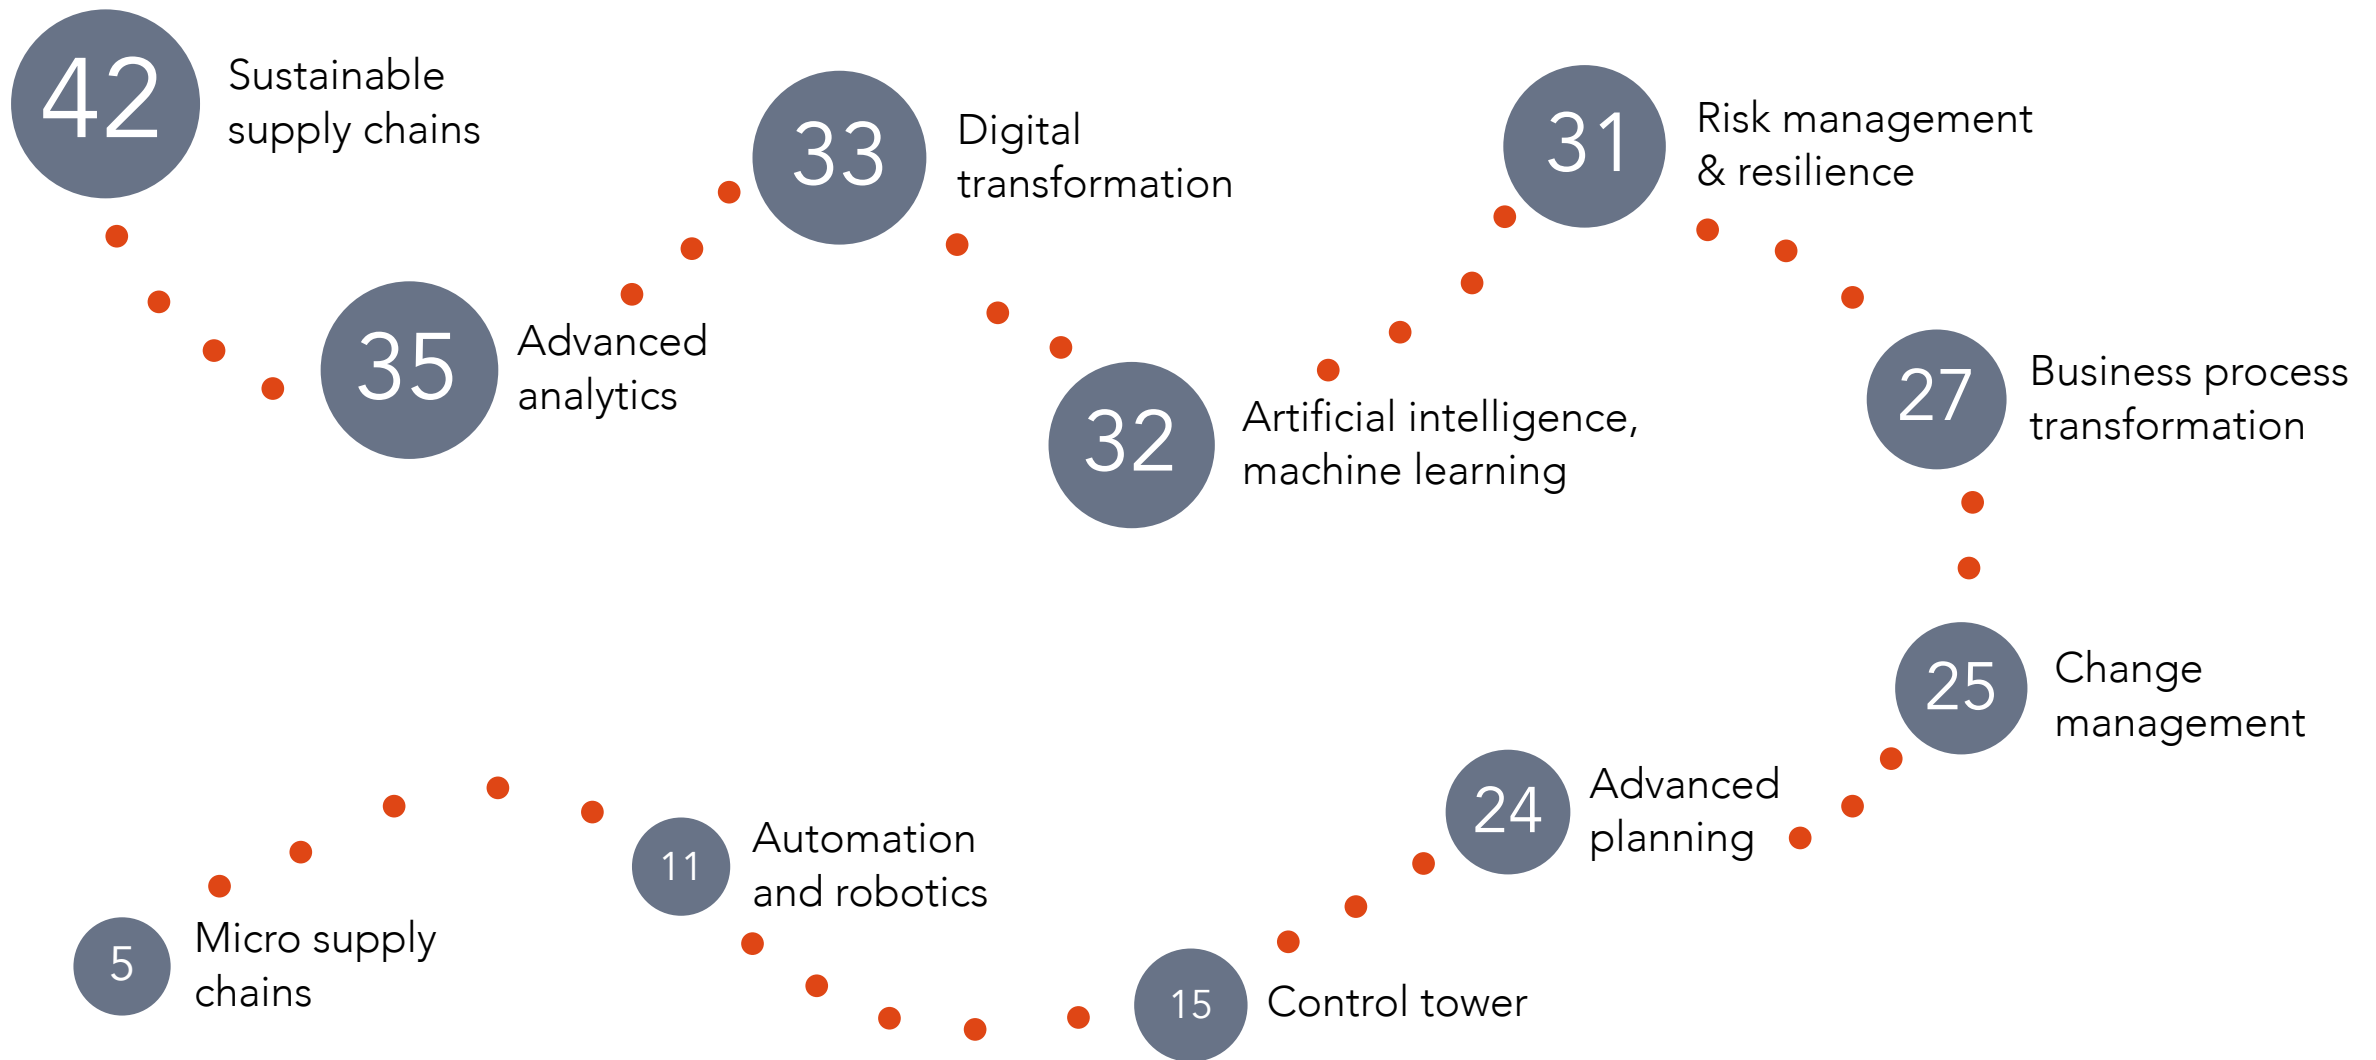 42
Sustainable
supply chains
35
Advanced
analytics
33
Digital
transformation
32
Artificial intelligence,
machine learning
31
Risk management
& resilience
27
Business process
transformation
25
Change
management
24
Advanced
planning
15
Control tower
11
Automation
and robotics
5
Micro supply
chains